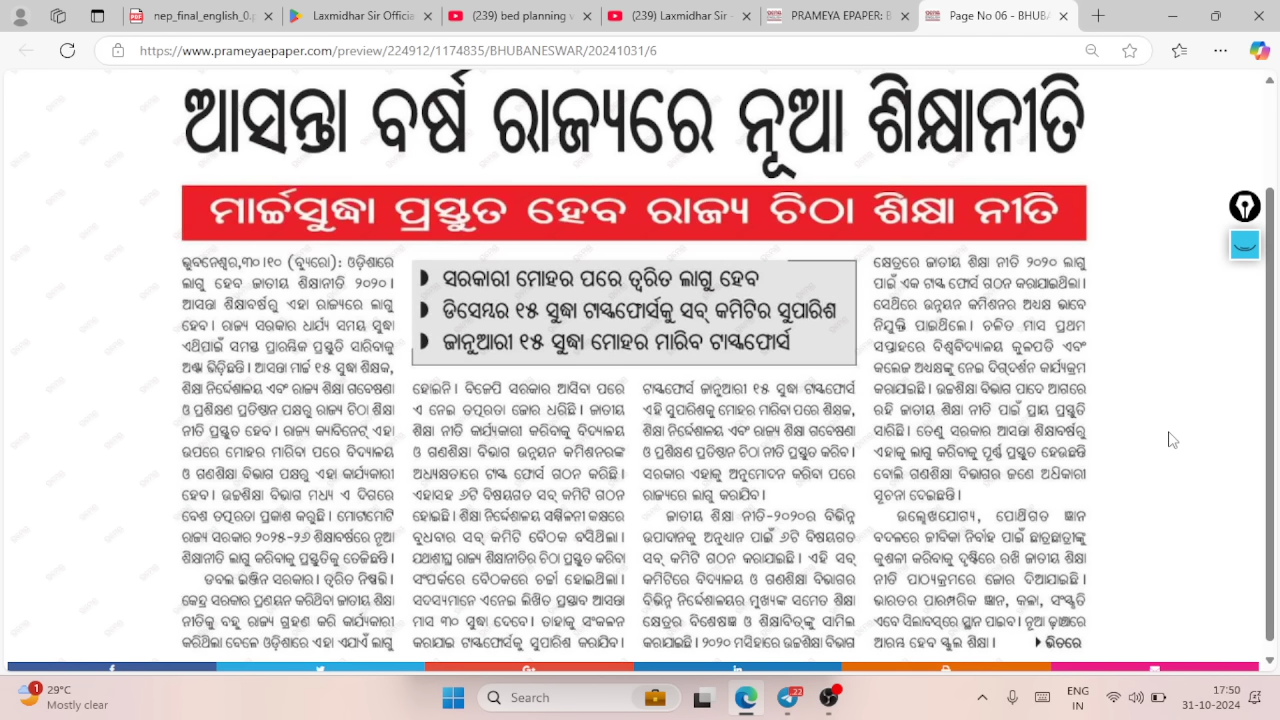 nep_final_english_0.
Laxmidhar Sir Officia
(239) Bsl planning v
(239) Laxmidhar Sir -
PRAMEYA EPAPER: B
Page No 06 - BHUBA
https://www.prameyaepaper.com/preview/224912/1174835/BHUBANESWAR/20241031/6
ଆସନ୍ତା ବର୍ଷ ରାଜ୍ୟରେ ନୂଆ ଶିକ୍ଷାନୀତି
ମାର୍ଚ୍ଚସୁଦ୍ଧା ପ୍ରସ୍ତୁତ ହେବ ରାଜ୍ୟ ଚିଠା ଶିକ୍ଷା ନୀତି
ଭୁବନେଶ୍ୱର,୩୦।୧୦ (ବ୍ୟୁରୋ): ଓଡ଼ିଶାରେ
ଲାଗୁ ହେବ ଜାତୀୟ ଶିକ୍ଷାନୀତି ୨୦୨୦।
ଆସନ୍ତା ଶିକ୍ଷାବର୍ଷରୁ ଏହା ରାଜ୍ୟରେ ଲାଗୁ
ହେବ। ରାଜ୍ୟ ସରକାର ଧାର୍ଯ୍ୟ ସମୟ ସୁଦ୍ଧା
ଏଥିପାଇଁ ସମସ୍ତ ପ୍ରାରମ୍ଭିକ ପ୍ରସ୍ତୁତି ସାରିବାକୁ
ଅଣ୍ଟା ଭିଡ଼ିଛନ୍ତି। ଆସନ୍ତା ମାର୍ଚ୍ଚ ୧୫ ସୁଦ୍ଧା ଶିକ୍ଷକ,
ଶିକ୍ଷା ନିର୍ଦ୍ଦେଶାଳୟ ଏବଂ ରାଜ୍ୟ ଶିକ୍ଷା ଗବେଷଣା
ଓ ପ୍ରଶିକ୍ଷଣ ପ୍ରତିଷ୍ଠାନ ପକ୍ଷରୁ ରାଜ୍ୟ ଚିଠା ଶିକ୍ଷା
ନୀତି ପ୍ରସ୍ତୁତ ହେବ। ରାଜ୍ୟ କ୍ୟାବିନେଟ୍ ଏହା
ଉପରେ ମୋହର ମାରିବା ପରେ ବିଦ୍ୟାଳୟ
ଓ ଗଣଶିକ୍ଷା ବିଭାଗ ପକ୍ଷରୁ ଏହା କାର୍ଯ୍ୟକାରୀ
ହେବ। ଉଚ୍ଚଶିକ୍ଷା ବିଭାଗ ମଧ୍ୟ ଏ ଦିଗରେ
ବେଶ ତତ୍ପରତା ପ୍ରକାଶ କରୁଛି। ମୋଟାମୋଟି
ରାଜ୍ୟ ସରକାର ୨୦୨୫-୨୬ ଶିକ୍ଷାବର୍ଷରେ ନୂଆ
ଶିକ୍ଷାନୀତି ଲାଗୁ କରିବାକୁ ପ୍ରସ୍ତୁତିକୁ ତେଜିଛନ୍ତି।
ଡବଲ ଇଞ୍ଜିନ ସରକାର। ତ୍ୱରିତ ନିଷ୍ପତ୍ତି।
କେନ୍ଦ୍ର ସରକାର ପ୍ରଣୟନ କରିଥିବା ଜାତୀୟ ଶିକ୍ଷା
ନୀତିକୁ ବହୁ ରାଜ୍ୟ ଗ୍ରହଣ କରି କାର୍ଯ୍ୟକାରୀ
କରିଥିଲା ବେଳେ ଓଡ଼ିଶାରେ ଏହା ଏଯାଏଁ ଲାଗୁ
ସରକାରୀ ମୋହର ପରେ ତ୍ୱରିତ ଲାଗୁ ହେବ
ଡିସେମ୍ବର ୧୫ ସୁଦ୍ଧା ଟାସ୍କଫୋର୍ସକୁ ସବ୍ କମିଟିର ସୁପାରିଶ
ଜାନୁଆରୀ ୧୫ ସୁଦ୍ଧା ମୋହର ମାରିବ ଟାସ୍କଫୋର୍ସ
ହୋଇନି। ବିଜେପି ସରକାର ଆସିବା ପରେ
ଏ ନେଇ ତତ୍ପରତା ଜୋର ଧରିଛି। ଜାତୀୟ
ଶିକ୍ଷା ନୀତି କାର୍ଯ୍ୟକାରୀ କରିବାକୁ ବିଦ୍ୟାଳୟ
ଓ ଗଣଶିକ୍ଷା ବିଭାଗ ଉନ୍ନୟନ କମିଶନରଙ୍କ
ଅଧ୍ୟକ୍ଷତାରେ ଟାସ୍କ ଫୋର୍ସ ଗଠନ କରିଛି।
ଏହାସହ ୬ଟି ବିଷୟଗତ ସବ୍ କମିଟି ଗଠନ
ହୋଇଛି। ଶିକ୍ଷା ନିର୍ଦ୍ଦେଶାଳୟ ସମ୍ମିଳନୀ କକ୍ଷରେ
ବୁଧବାର ସବ୍ କମିଟି ବୈଠକ ବସିଥିଲା।
ଯଥାଶୀଘ୍ର ରାଜ୍ୟ ଶିକ୍ଷାନୀତିର ଚିଠା ପ୍ରସ୍ତୁତ କରିବା
ସଂପର୍କରେ ବୈଠକରେ ଚର୍ଚ୍ଚା ହୋଇଥିଲା।
ସଦସ୍ୟମାନେ ଏନେଇ ଲିଖିତ ପ୍ରସ୍ତାବ ଆସନ୍ତା
ମାସ ୩୦ ସୁଦ୍ଧା ଦେବେ। ତାହାକୁ ସଂକଳନ
କରାଯାଇ ଟାସ୍କଫୋର୍ସକୁ ସୁପାରିଶ କରାଯିବ।
ଟାସ୍କଫୋର୍ସ ଜାନୁଆରୀ ୧୫ ସୁଦ୍ଧା ଟାସ୍କଫୋର୍ସ
ଏହି ସୁପାରିଶକୁ ମୋହର ମାରିବା ପରେ ଶିକ୍ଷକ,
ଶିକ୍ଷା ନିର୍ଦ୍ଦେଶାଳୟ ଏବଂ ରାଜ୍ୟ ଶିକ୍ଷା ଗବେଷଣା
ଓ ପ୍ରଶିକ୍ଷଣ ପ୍ରତିଷ୍ଠାନ ଚିଠା ନୀତି ପ୍ରସ୍ତୁତ କରିବ।
ସରକାର ଏହାକୁ ଅନୁମୋଦନ କରିବା ପରେ
ରାଜ୍ୟରେ ଲାଗୁ କରାଯିବ।
ଜାତୀୟ ଶିକ୍ଷା ନୀତି-୨୦୨୦ର ବିଭିନ୍ନ
ଉପାଦାନକୁ ଅନୁଧ୍ୟାନ ପାଇଁ ୬ଟି ବିଷୟଗତ
ସବ୍ କମିଟି ଗଠନ କରାଯାଇଛି। ଏହି ସବ୍
କମିଟିରେ ବିଦ୍ୟାଳୟ ଓ ଗଣଶିକ୍ଷା ବିଭାଗର
ବିଭିନ୍ନ ନିର୍ଦ୍ଦେଶାଳୟର ମୁଖ୍ୟଙ୍କ ସମେତ ଶିକ୍ଷା
କ୍ଷେତ୍ରର ବିଶେଷଜ୍ଞ ଓ ଶିକ୍ଷାବିତ୍‌ଙ୍କୁ ସାମିଲ
କରାଯାଇଛି। ୨୦୨୦ ମସିହାରେ ଉଚ୍ଚଶିକ୍ଷା ବିଭାଗ
କ୍ଷେତ୍ରରେ ଜାତୀୟ ଶିକ୍ଷା ନୀତି ୨୦୨୦ ଲାଗୁ
ପାଇଁ ଏକ ଟାସ୍କ ଫୋର୍ସ ଗଠନ କରାଯାଇଥିଲା।
ସେଥିରେ ଉନ୍ନୟନ କମିଶନର ଅଧକ୍ଷ ଭାବେ
ନିଯୁକ୍ତି ପାଇଥିଲେ। ଚଳିତ ମାସ ପ୍ରଥମ
ସପ୍ତାହରେ ବିଶ୍ୱବିଦ୍ୟାଳୟ କୁଳପତି ଏବଂ
କଲେଜ ଅଧକ୍ଷଙ୍କୁ ନେଇ ଦିଗ୍‌ଦର୍ଶନ କାର୍ଯ୍ୟକ୍ରମ
କରାଯାଇଛି। ଉଚ୍ଚଶିକ୍ଷା ବିଭାଗ ପାଦେ ଆଗରେ
ରହି ଜାତୀୟ ଶିକ୍ଷା ନୀତି ପାଇଁ ପ୍ରାୟ ପ୍ରସ୍ତୁତି
ସାରିଛି। ତେଣୁ ସରକାର ଆସନ୍ତା ଶିକ୍ଷାବର୍ଷରୁ
ଏହାକୁ ଲାଗୁ କରିବାକୁ ପୂର୍ଣ୍ଣ ପ୍ରସ୍ତୁତ ହେଉଛନ୍ତି
ବୋଲି ଗଣଶିକ୍ଷା ବିଭାଗର ଜଣେ ଅଧିକାରୀ
ସୂଚନା ଦେଇଛନ୍ତି।
ଉଲ୍ଲେଖଯୋଗ୍ୟ, ପୋଥିଗତ ଜ୍ଞାନ
ବଦଳରେ ଜୀବିକା ନିର୍ବାହ ପାଇଁ ଛାତ୍ରଛାତ୍ରୀଙ୍କୁ
କୁଶଳୀ କରିବାକୁ ଦୃଷ୍ଟିରେ ରଖି ଜାତୀୟ ଶିକ୍ଷା
ନୀତି ପାଠ୍ୟକ୍ରମରେ ଜୋର ଦିଆଯାଇଛି।
ଭାରତର ପାରମ୍ପରିକ ଜ୍ଞାନ, କଳା, ସଂସ୍କୃତି
ଏବେ ସିଲାବସ୍‌ରେ ସ୍ଥାନ ପାଇବ। ନୂଆ ଢ଼ାଞ୍ଚାରେ
ଆରମ୍ଭ ହେବ ସ୍କୁଲ ଶିକ୍ଷା। ଭିତରେ
29°C
Mostly clear
Search
22
ENG
IN
17:50
31-10-2024